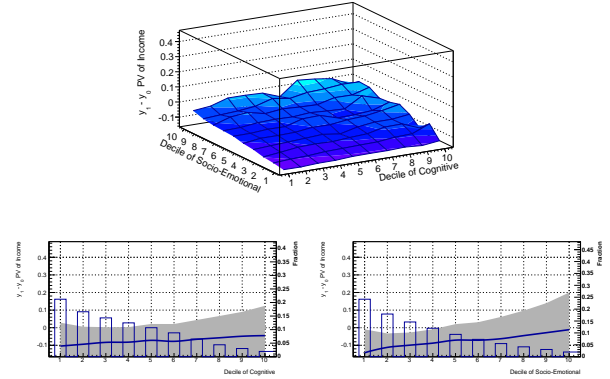 y1 - y0 PV of Income
0.4
0.3
0.2
0.1
0
-0.1
10 9 8 7 6 5 4 3 2 1
Decile of Socio-Emotional
1 2 3 4 5 6 7 8 9 10
Decile of Cognitive
y1 - y0 PV of Income
0.4
0.3
0.2
0.1
0
-0.1
1 2 3 4 5 6 7 8 9 10
Decile of Cognitive
Fraction
0.45
0.4
0.35
0.3
0.25
0.2
0.15
0.1
0.05
0
y1 - y0 PV of Income
0.4
0.3
0.2
0.1
0
-0.1
1 2 3 4 5 6 7 8 9 10
Decile of Socio-Emotional
Fraction
0.45
0.4
0.35
0.3
0.25
0.2
0.15
0.1
0.05
0